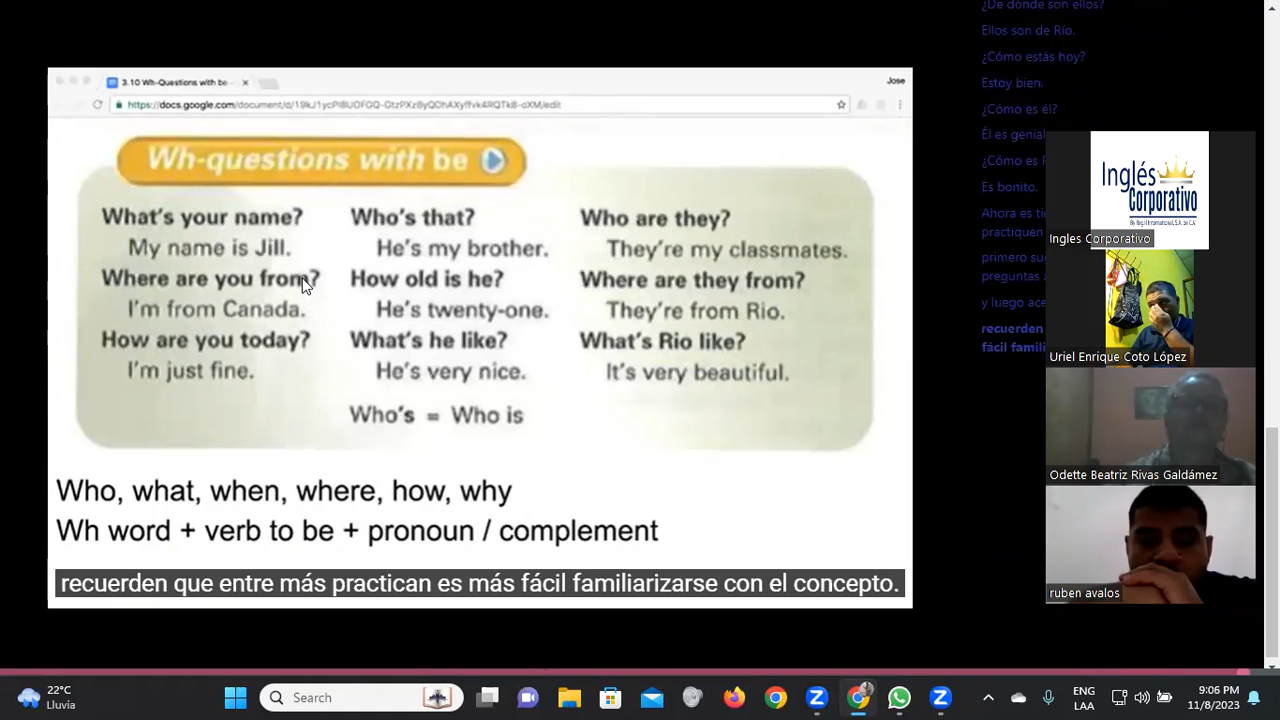 ¿De dónde son ellos?
Ellos son de Río.
¿Cómo estás hoy?
Estoy bien.
¿Cómo es él?
Él es genial
¿Cómo es
Es bonito.
Ahora es
practiquen
primero
preguntas
y luego
recuerden
fácil
3.10 Wh-Questions with be -
Jose
Wh-questions with be
What's your name?
My name is Jill.
Where are you from?
I'm from Canada.
How are you today?
I'm just fine.
Who's that?
He's my brother.
How old is he?
He's twenty-one.
What's he like?
He's very nice.
Who's = Who is
Who are they?
They're my classmates.
Where are they from?
They're from Rio.
What's Rio like?
It's very beautiful.
Who, what, when, where, how, why
Wh word + verb to be + pronoun / complement
recuerden que entre más practican es más fácil familiarizarse con el concepto.
Inglés
Corporativo
Ingles Corporativo
Uriel Enrique Coto López
Odette Beatriz Rivas Galdámez
ruben avalos
22°C
Lluvia
Search
ENG
LAA
9:06 PM
11/8/2023